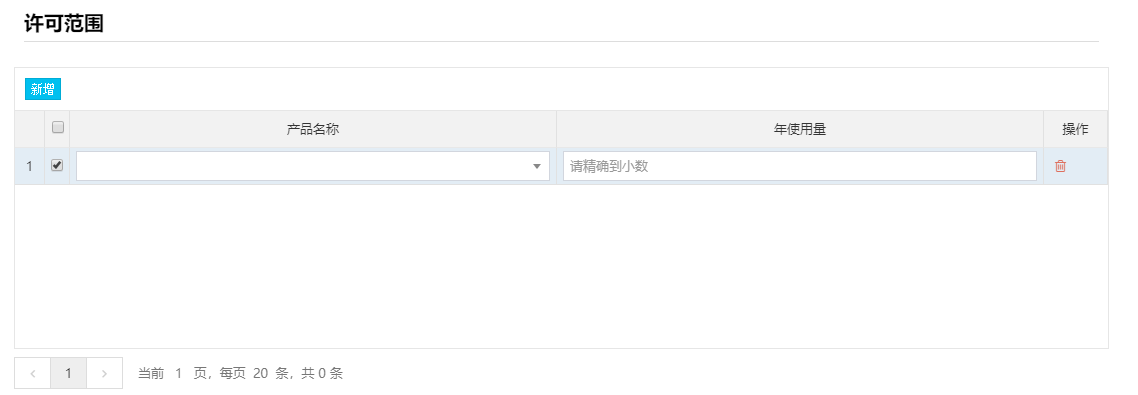 许可范围
新增
产品名称 年使用量 操作
1 请精确到小数
1 当前 1 页，每页 20 条，共 0 条